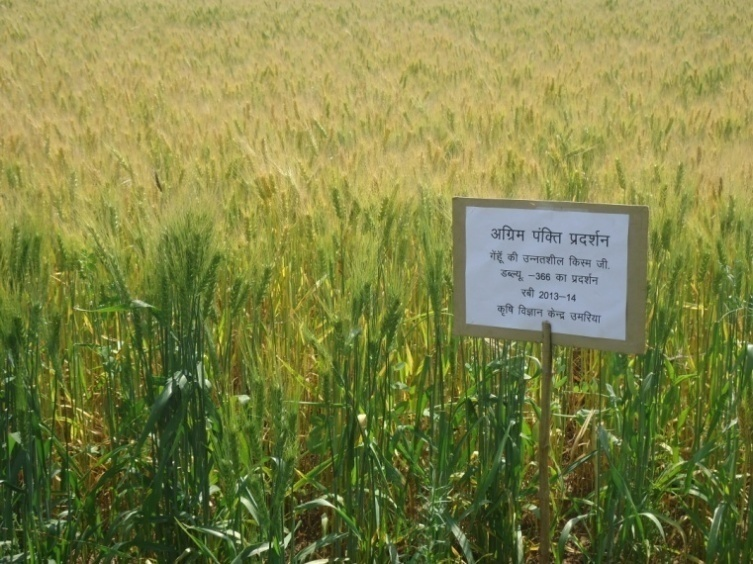 अग्रिम पंक्ति प्रदर्शन
गेंहूँ की उन्नतशील किस्म जी.
डब्ल्यू. –366 का प्रदर्शन
रबी 2013–14
कृषि विज्ञान केन्द्र उमरिया